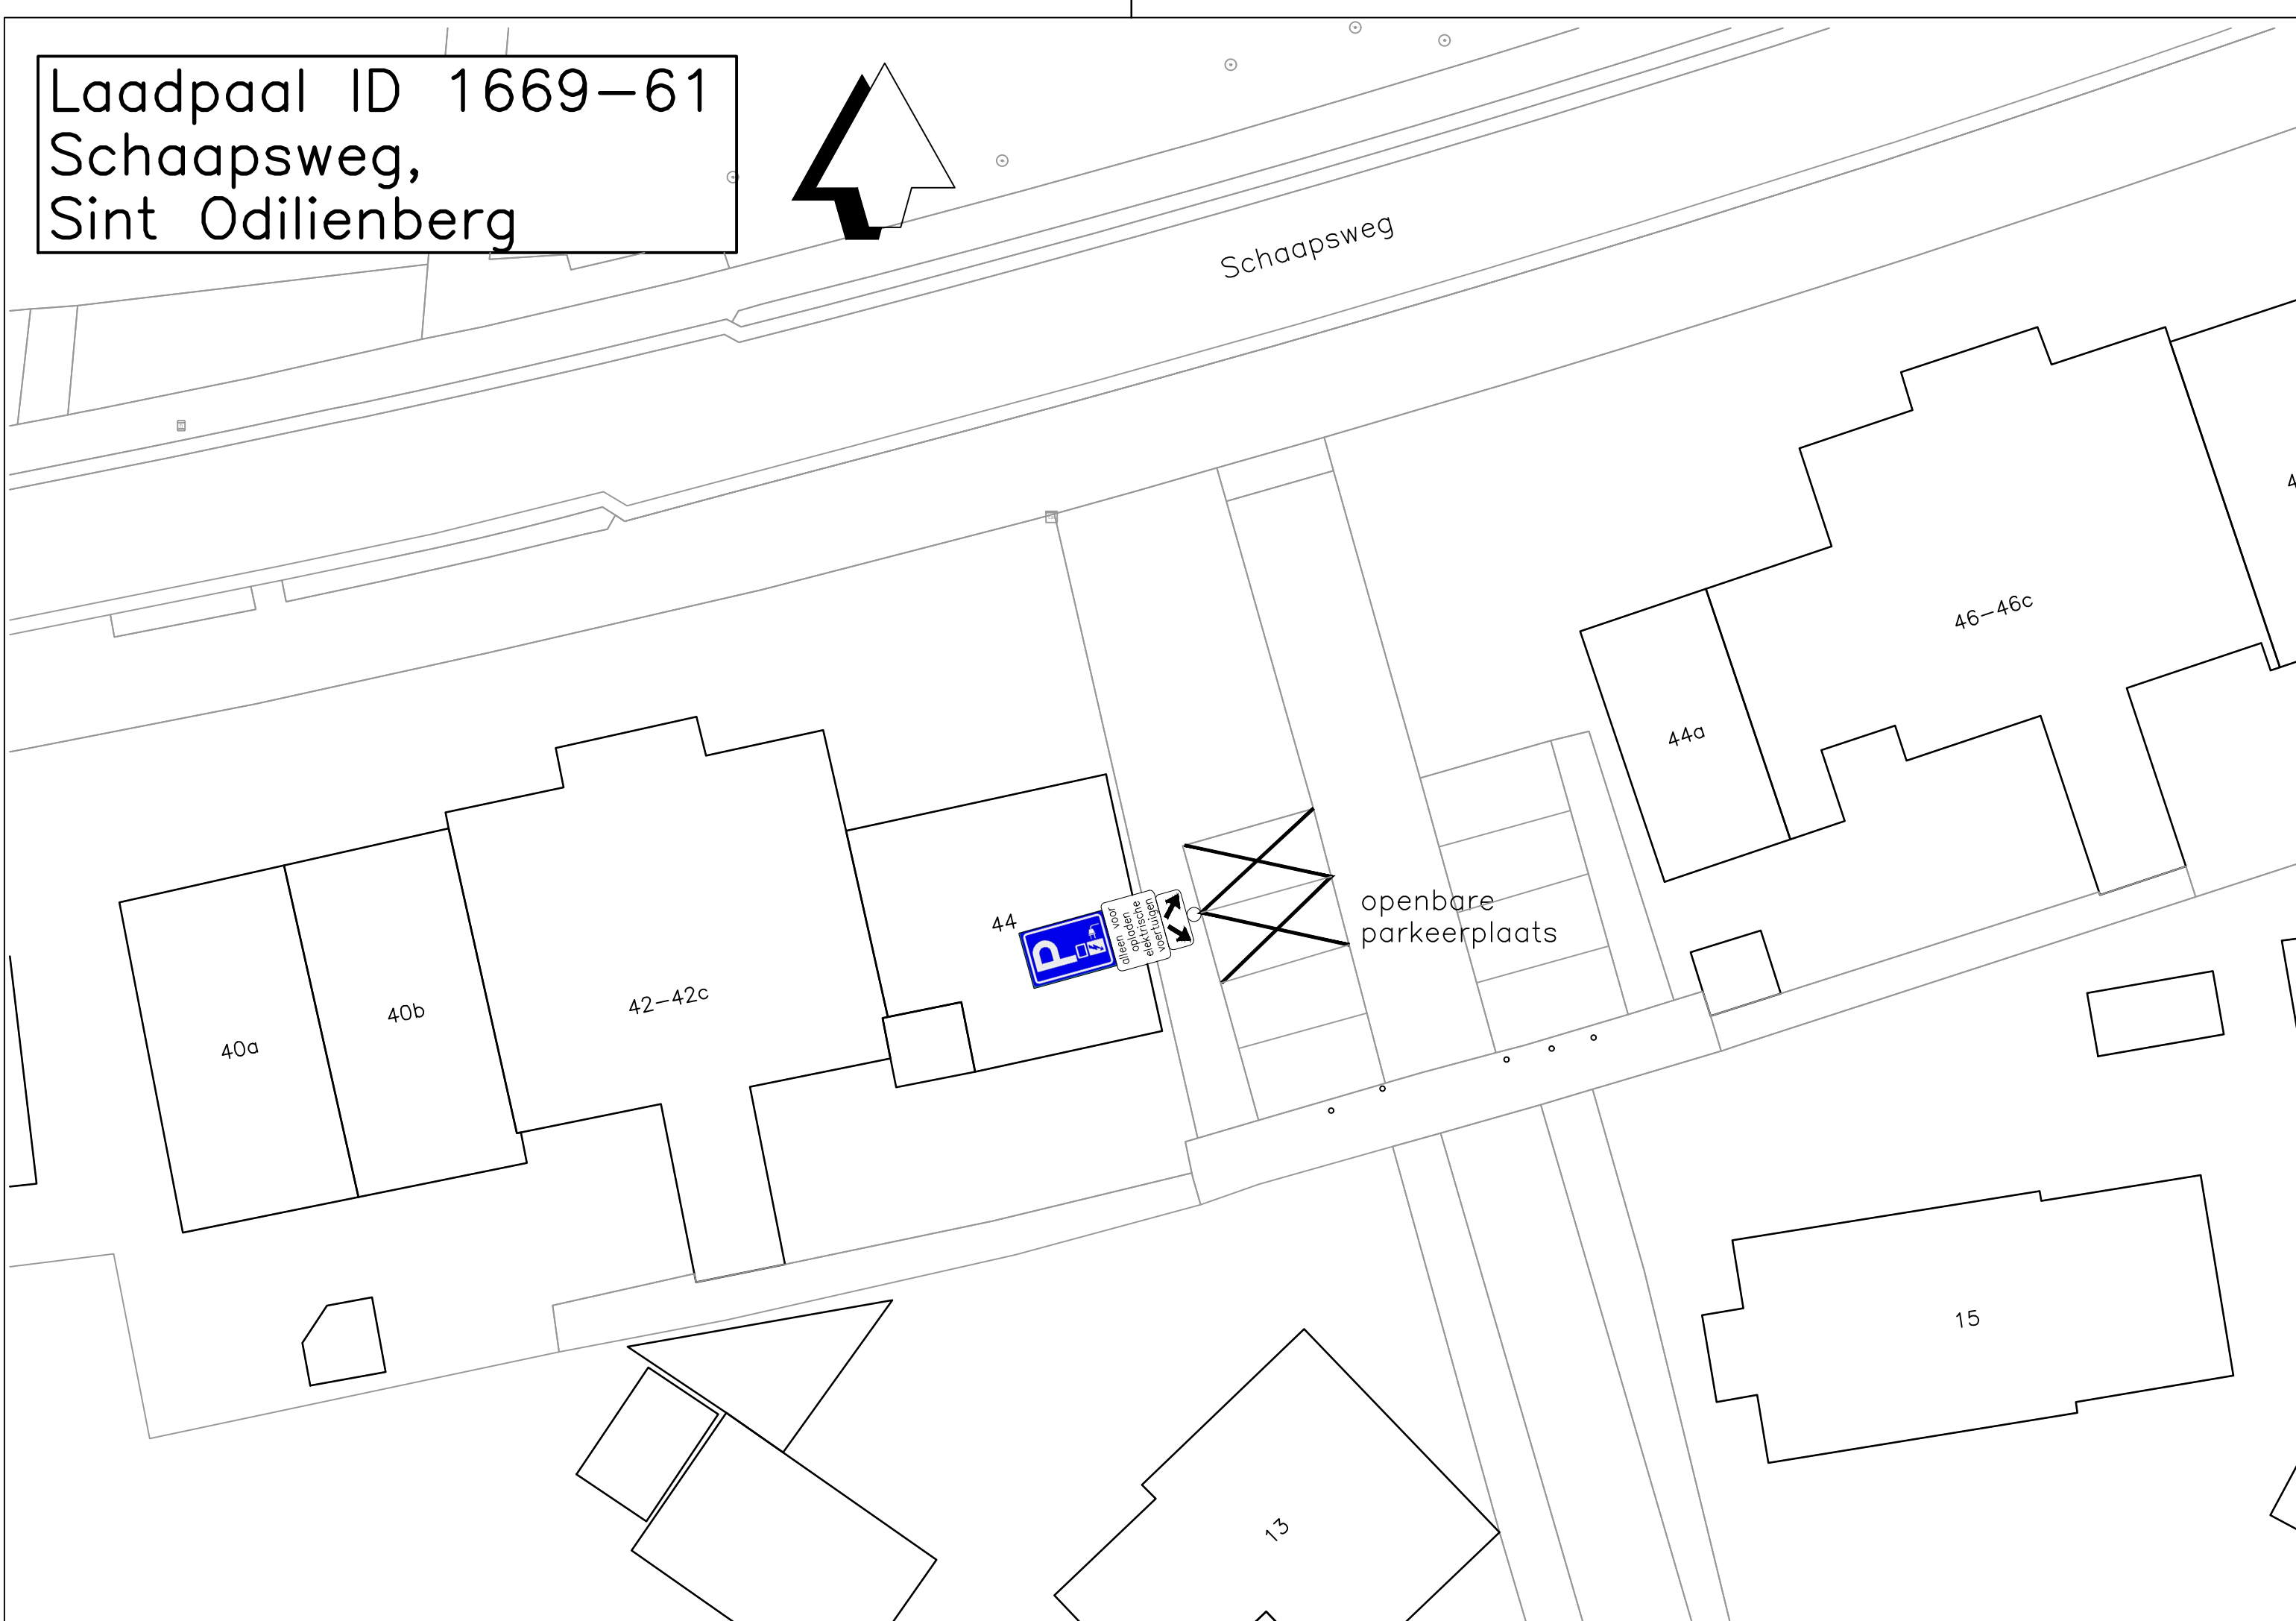 Laadpaal ID 1669-61
Schaapsweg,
Sint Odilienberg
Schaapsweg
46-46c
44a
44
P
alleen voor
opladen
elektrische
voertuigen
openbare
parkeerplaats
42-42c
40b
40a
15
13